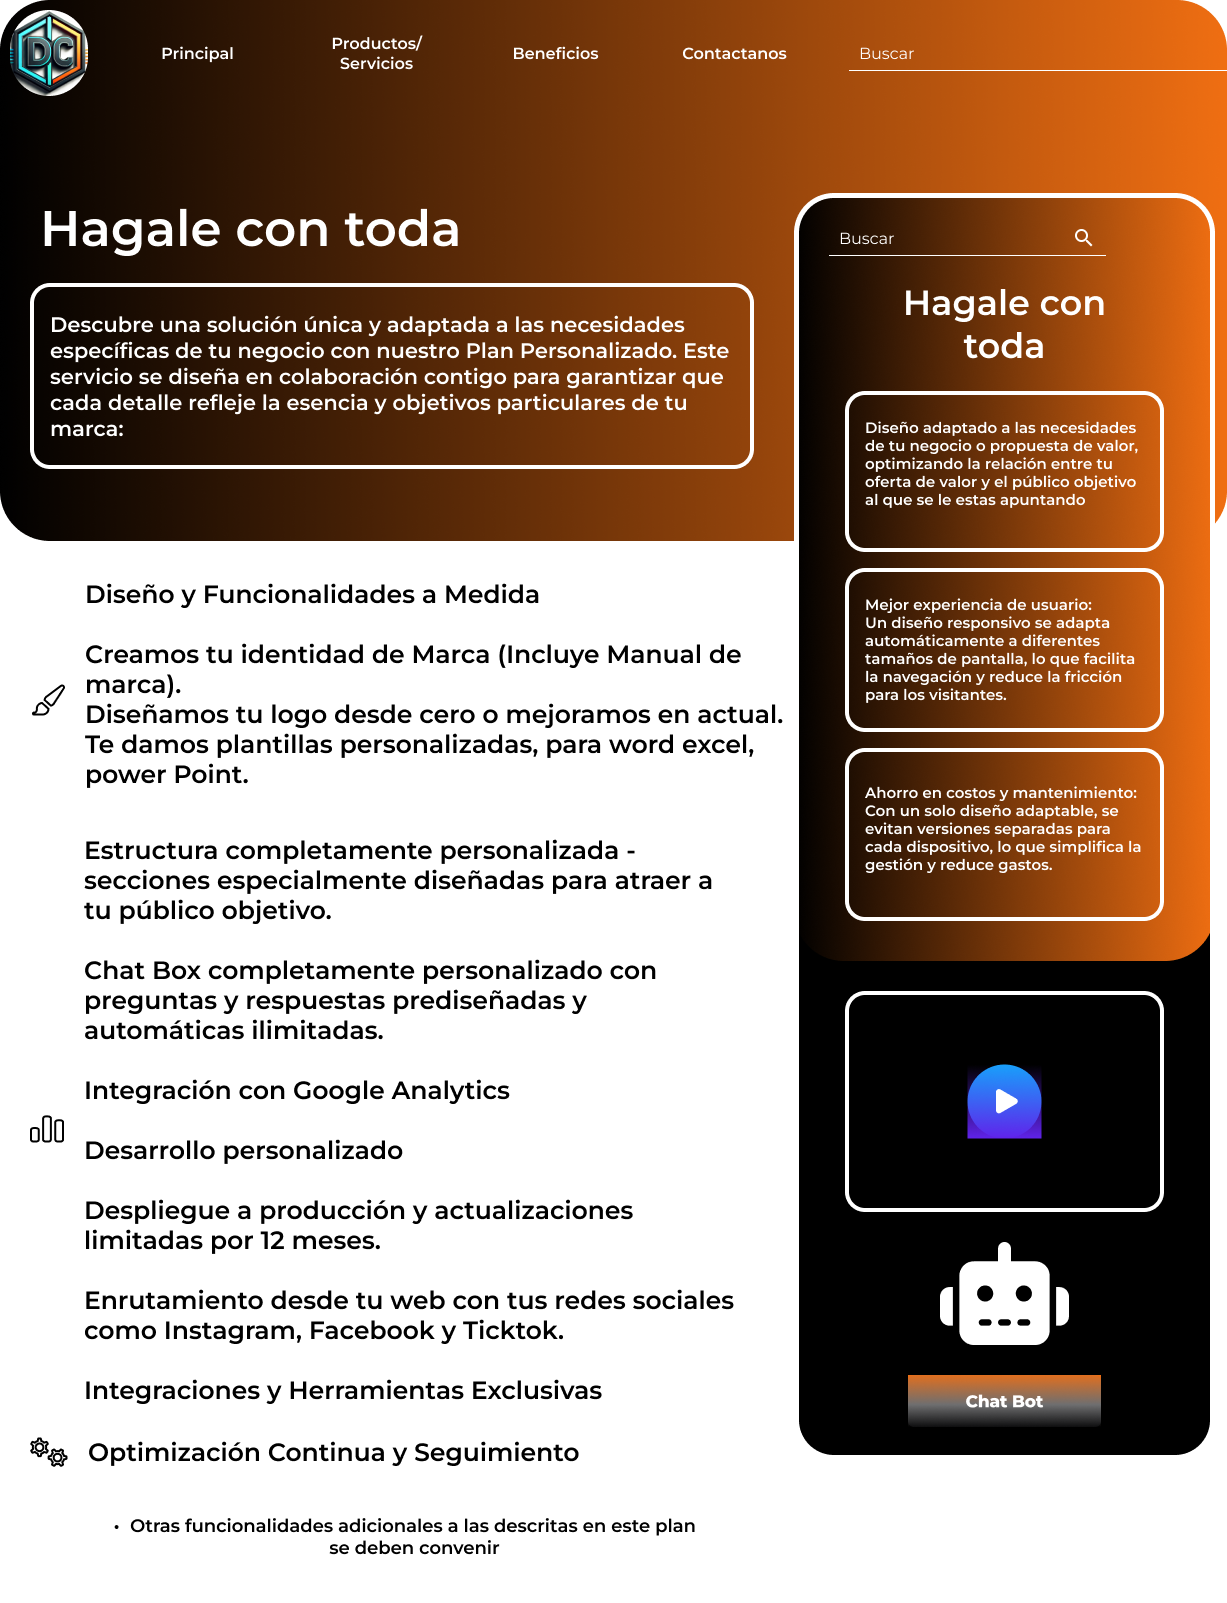 DC
Principal
Productos/
Servicios
Beneficios
Contactanos
Buscar
Hagale con toda
Descubre una solución única y adaptada a las necesidades
específicas de tu negocio con nuestro Plan Personalizado. Este
servicio se diseña en colaboración contigo para garantizar que
cada detalle refleje la esencia y objetivos particulares de tu
marca:
Diseño y Funcionalidades a Medida
Creamos tu identidad de Marca (Incluye Manual de
marca).
Diseñamos tu logo desde cero o mejoramos en actual.
Te damos plantillas personalizadas, para word excel,
power Point.
Estructura completamente personalizada -
secciones especialmente diseñadas para atraer a
tu público objetivo.
Chat Box completamente personalizado con
preguntas y respuestas prediseñadas y
automáticas ilimitadas.
Integración con Google Analytics
Desarrollo personalizado
Despliegue a producción y actualizaciones
limitadas por 12 meses.
Enrutamiento desde tu web con tus redes sociales
como Instagram, Facebook y Ticktok.
Integraciones y Herramientas Exclusivas
Optimización Continua y Seguimiento
• Otras funcionalidades adicionales a las descritas en este plan
se deben convenir
Buscar
Hagale con
toda
Diseño adaptado a las necesidades
de tu negocio o propuesta de valor,
optimizando la relación entre tu
oferta de valor y el público objetivo
al que se le estas apuntando
Mejor experiencia de usuario:
Un diseño responsivo se adapta
automáticamente a diferentes
tamaños de pantalla, lo que facilita
la navegación y reduce la fricción
para los visitantes.
Ahorro en costos y mantenimiento:
Con un solo diseño adaptable, se
evitan versiones separadas para
cada dispositivo, lo que simplifica la
gestión y reduce gastos.
Chat Bot